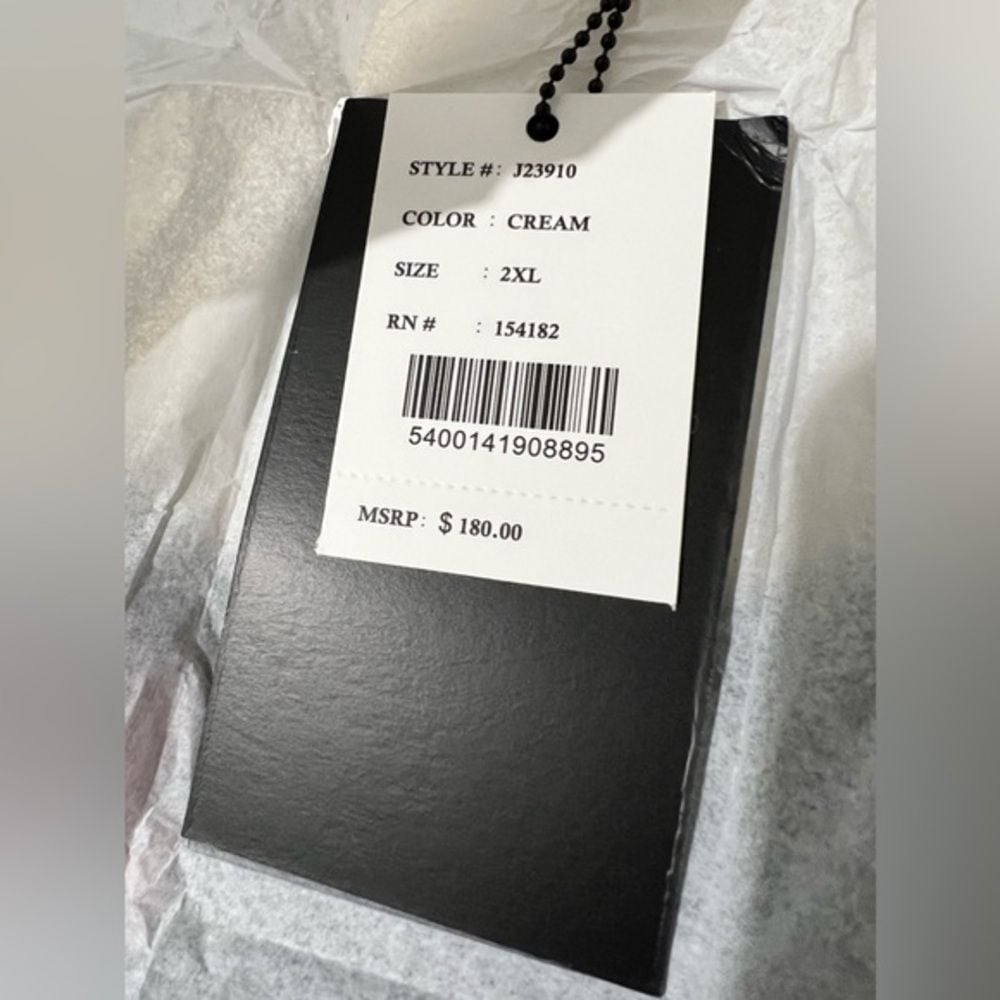 STYLE #: J23910
COLOR : CREAM
SIZE : 2XL
RN # : 154182
5400141908895
MSRP: $ 180.00